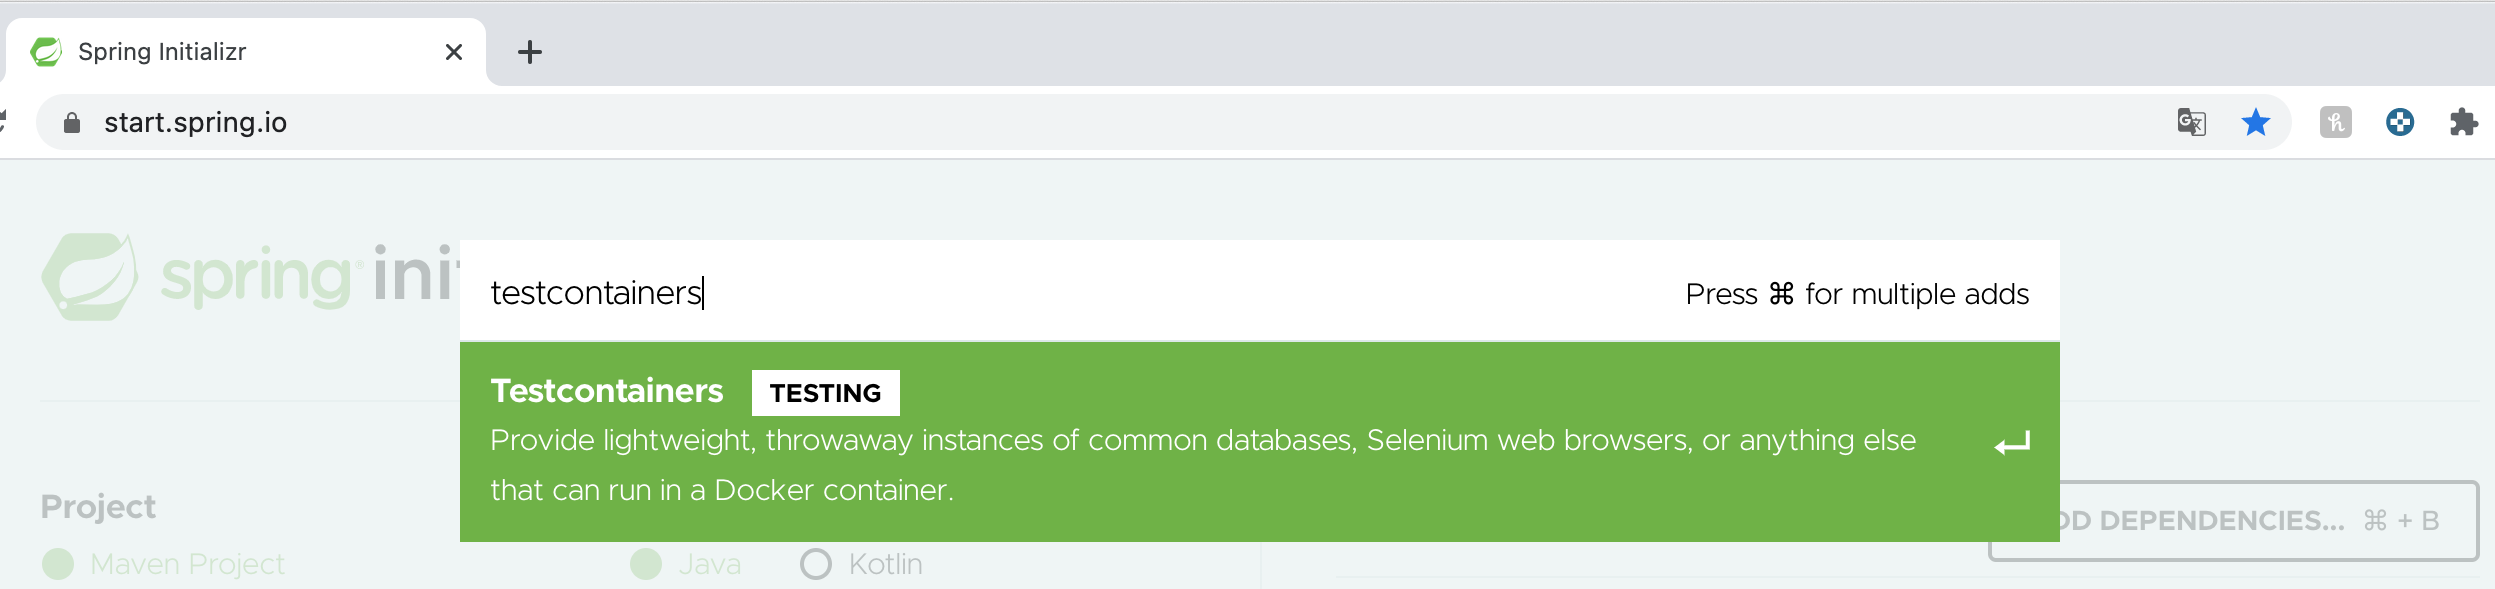 Spring Initializr
start.spring.io
spring
testcontainers
Press ⌘ for multiple adds
Testcontainers TESTING
Provide lightweight, throwaway instances of common databases, Selenium web browsers, or anything else
that can run in a Docker container.
DEPENDENCIES... ⌘ + B
Project
Maven Project
Java
Kotlin